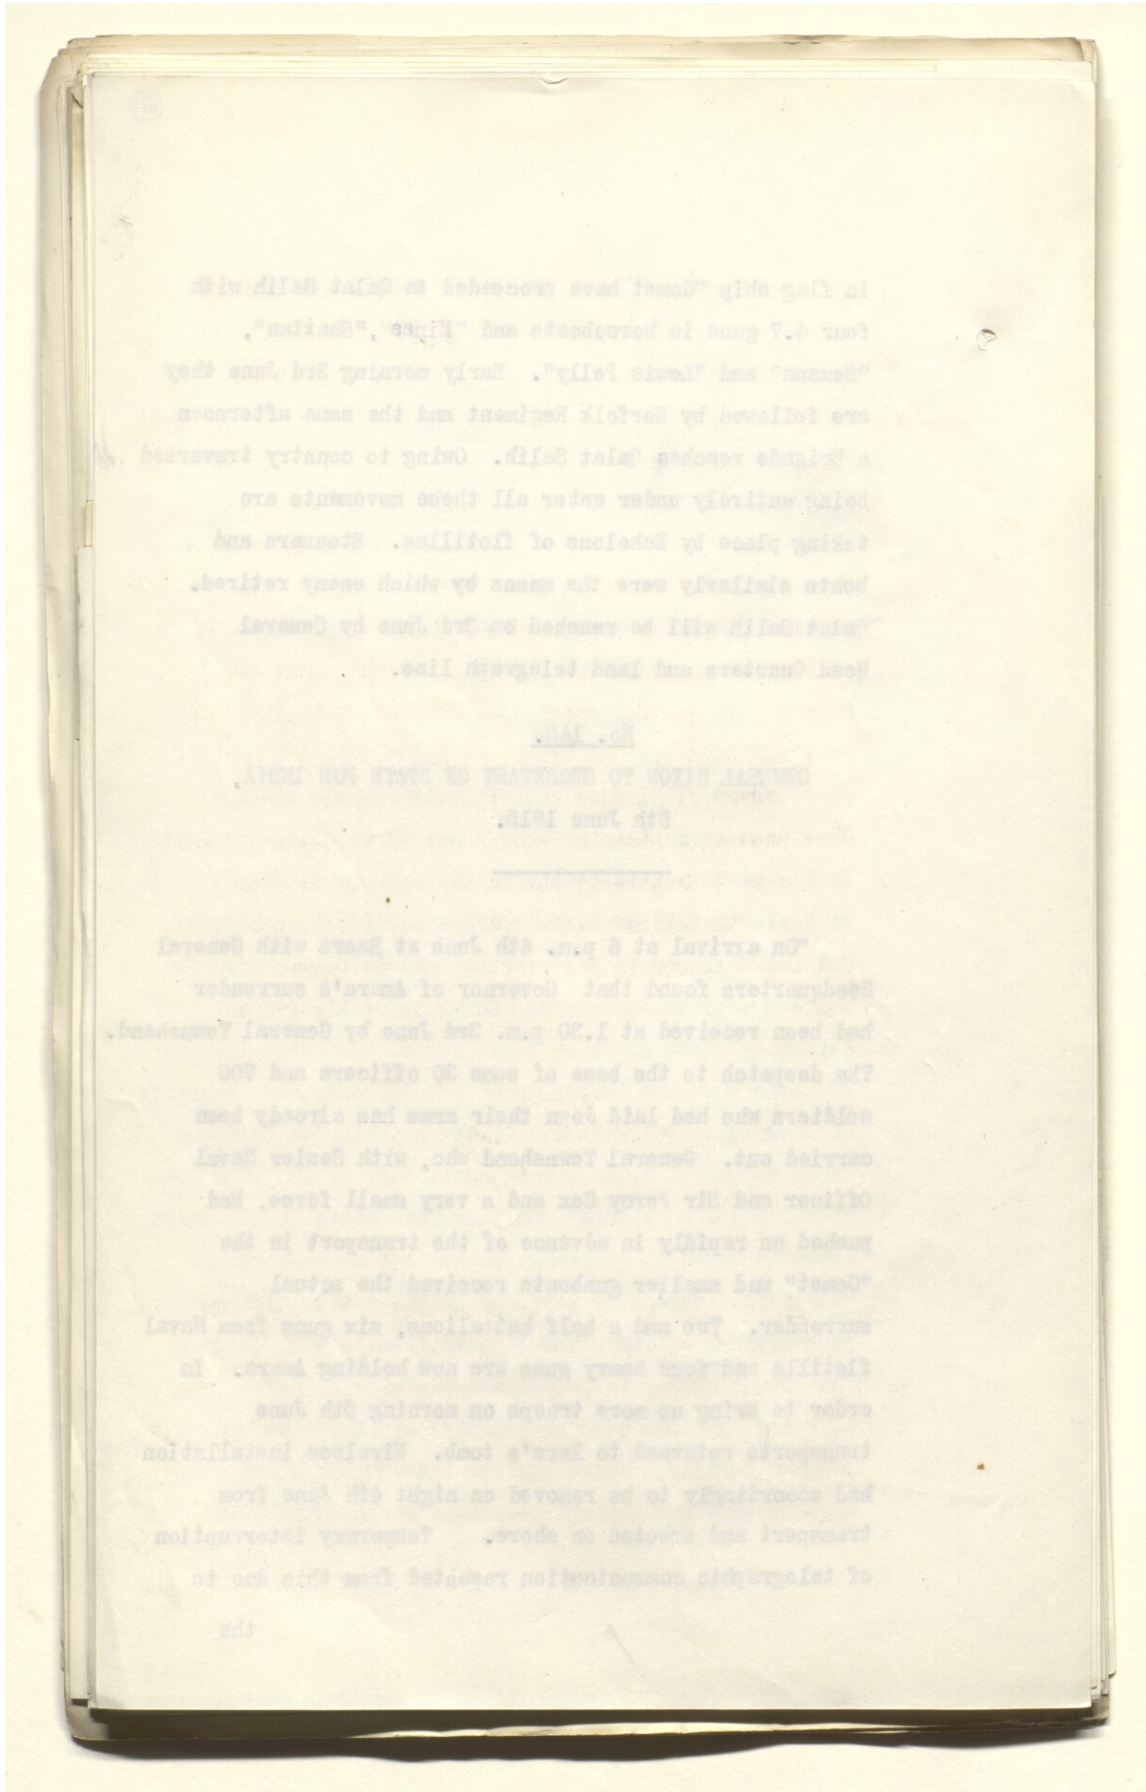 in flag ship "Comet have proceeded to Qalat Salih with
four 4.7 guns in horseboats and "Miner", "Shaitan",
"Sumana" and "Lewis Pelly". Early morning 3rd June they
are followed by Norfolk Regiment and the same afternoon
a Brigade reaches Qalat Salih. Owing to country traversed
being entirely under water all these movements are
taking place by Echelons of flotillas. Steamers and
boats similarly were the means by which enemy retired.
Qalat Salih will be reached on 3rd June by General
Head Quarters and land telegraph line.
No. 140.
GENERAL NIXON TO SECRETARY OF STATE FOR INDIA,
5th June 1915.
"On arrival at 6 p.m. 4th June at Basra with General
Headquarters found that Governor of Amara's surrender
had been received at 1.30 p.m. 3rd June by General Townshend.
The despatch to the base of some 30 officers and 700
soldiers who had laid down their arms has already been
carried out. General Townshend who, with Senior Naval
Officer and Sir Percy Cox and a very small force, had
pushed on rapidly in advance of the transport in the
"Comet" and smaller gunboats received the actual
surrender. Two and a half battalions, six guns from Naval
flotilla and four heavy guns are now holding Amara. In
order to bring up more troops on morning 5th June
transports returned to Ezra's tomb. Wireless installation
had accordingly to be removed on night 4th June from
transport and erected on shore. Temporary interruption
of telegraphic communication resulted from this due to
the